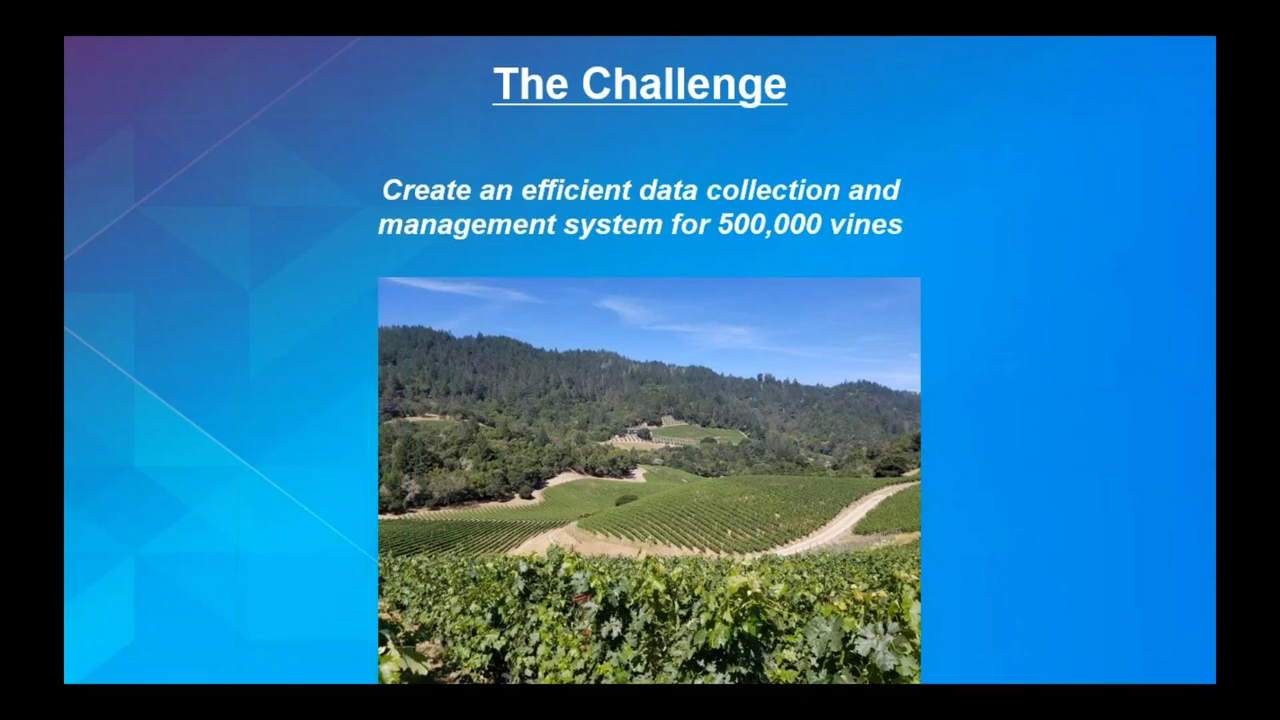 The Challenge
Create an efficient data collection and
management system for 500,000 vines